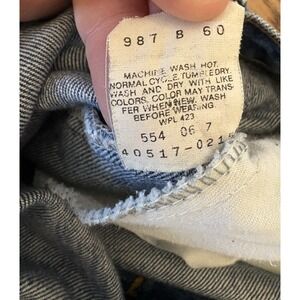 987 B 60
MACHINE WASH HOT
NORMAL CYCLE. TUMBLE DRY
WASH AND DRY WITH LIKE
COLORS. COLOR MAY TRANS-
FER WHEN NEW. WASH
BEFORE WEARING
WPL 423
554 06 7
40517-0215